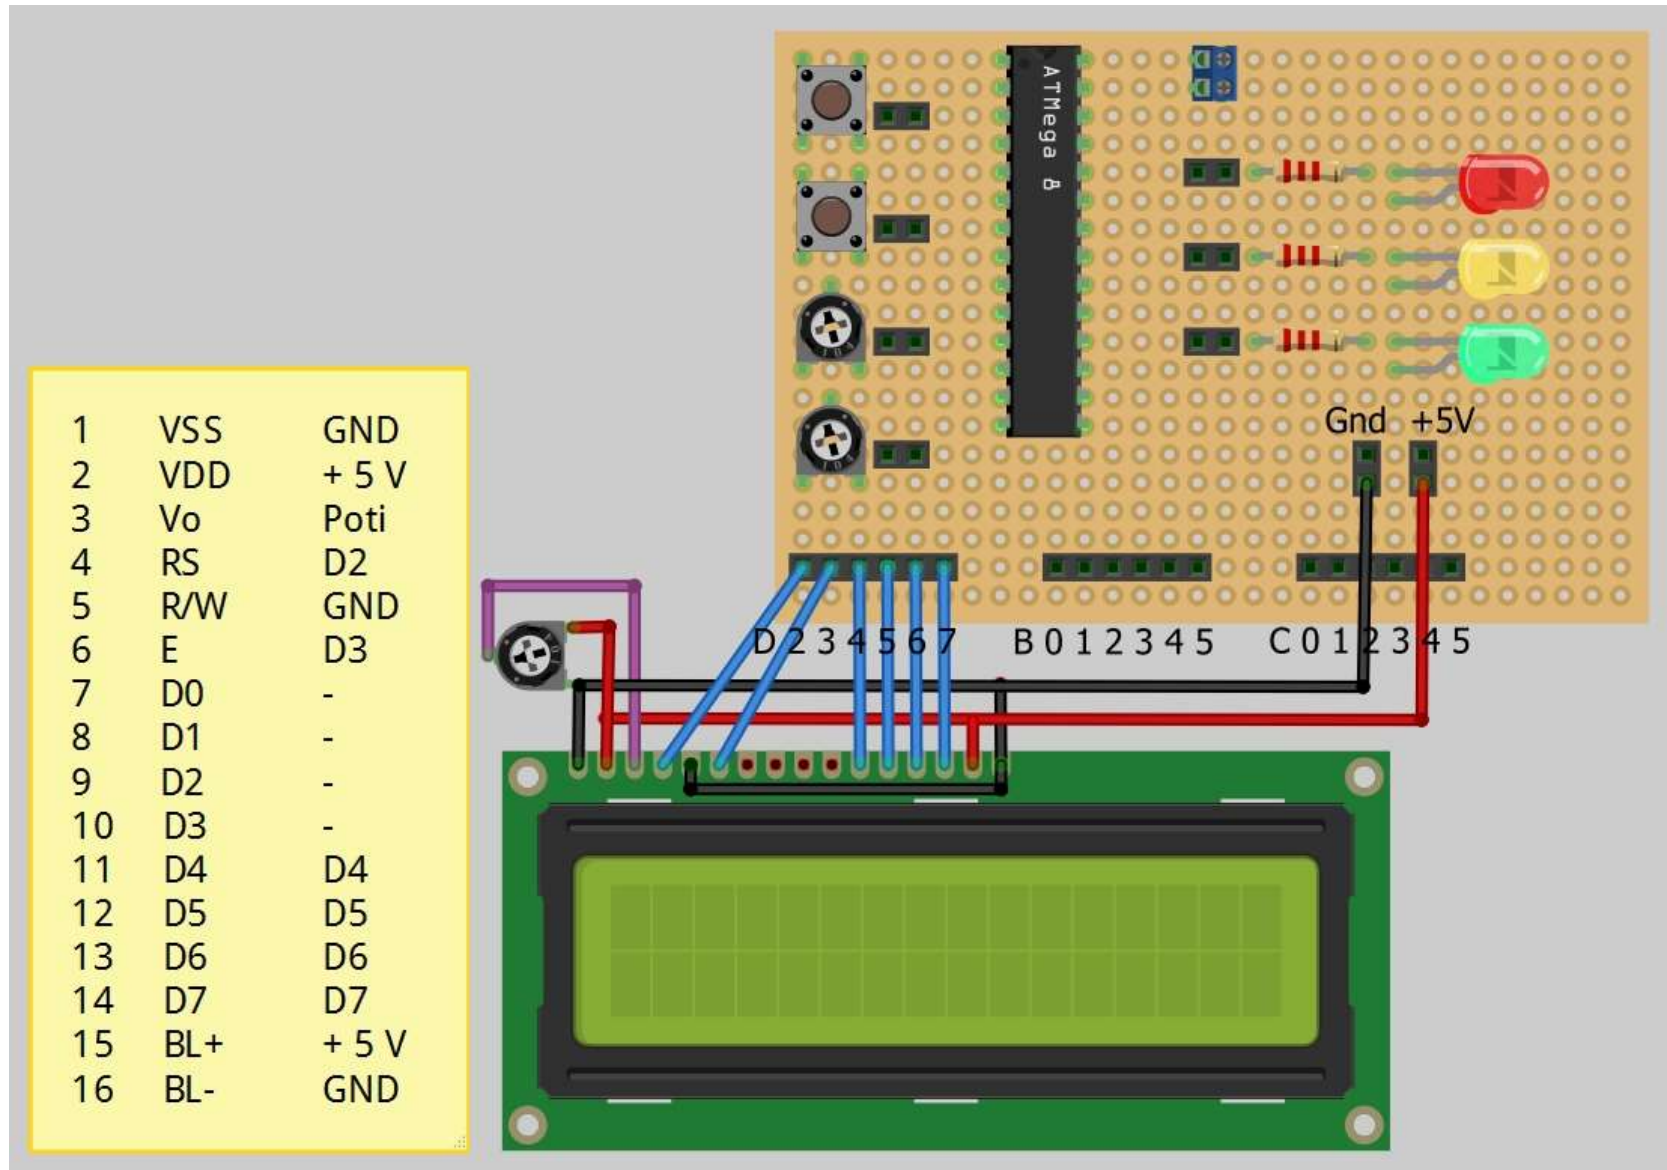 ATMega 8
Gnd +5V
1 VSS GND
2 VDD + 5 V
3 Vo Poti
4 RS D2
5 R/W GND
6 E D3
7 D0 -
8 D1 -
9 D2 -
10 D3 -
11 D4 D4
12 D5 D5
13 D6 D6
14 D7 D7
15 BL+ + 5 V
16 BL- GND
D 2 3 4 5 6 7 B 0 1 2 3 4 5 C 0 1 2 3 4 5